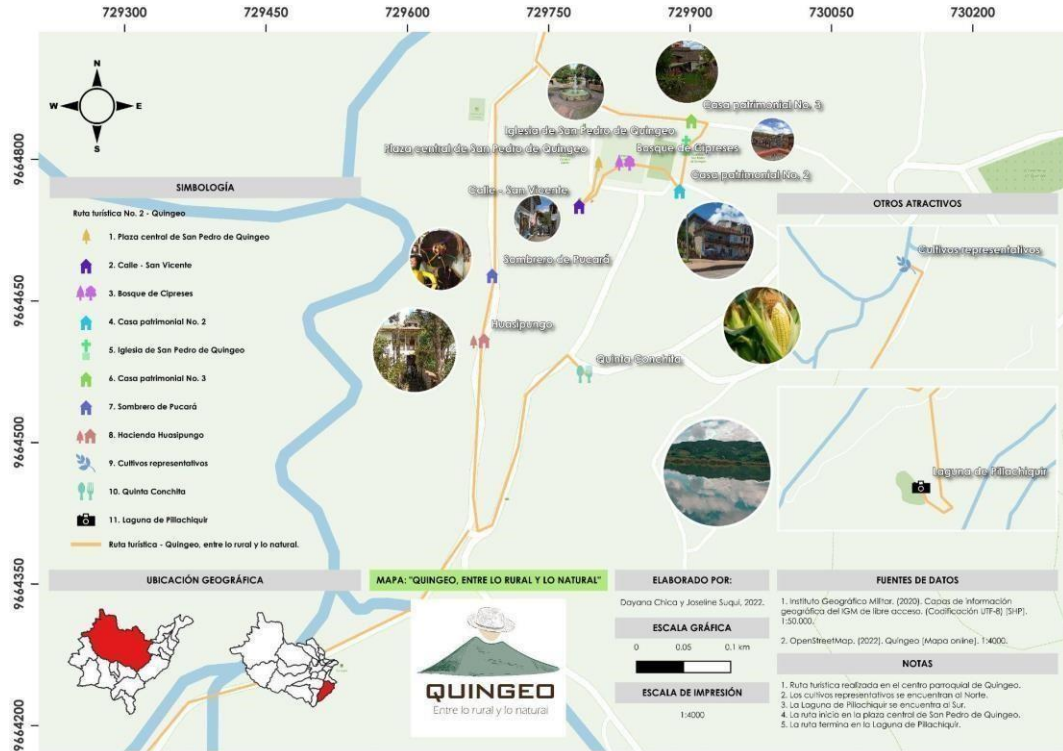 729300 729450 729600 729750 729900 730050 730200
9664800
9664650
9664500
9664350
9664200
N
W E
S
Casa patrimonial No. 3
Iglesia de San Pedro de Quingeo
Plaza central de San Pedro de Quingeo
Bosque de Cipreses
Casa patrimonial No. 2
Calle - San Vicente
Sombrero de Pucará
Huasipungo
Quinta Conchita
SIMBOLOGÍA
Ruta turística No. 2 - Quingeo
1. Plaza central de San Pedro de Quingeo
2. Calle - San Vicente
3. Bosque de Cipreses
4. Casa patrimonial No. 2
5. Iglesia de San Pedro de Quingeo
6. Casa patrimonial No. 3
7. Sombrero de Pucará
8. Hacienda Huasipungo
9. Cultivos representativos
10. Quinta Conchita
11. Laguna de Pillachiquir
Ruta turística - Quingeo, entre lo rural y lo natural.
OTROS ATRACTIVOS
Cultivos representativos
Laguna de Pillachiquir
UBICACIÓN GEOGRÁFICA
MAPA: "QUINGEO, ENTRE LO RURAL Y LO NATURAL"
QUINGEO
Entre lo rural y lo natural
ELABORADO POR:
Dayana Chica y Joseline Suqui, 2022.
ESCALA GRÁFICA
0 0.05 0.1 km
ESCALA DE IMPRESIÓN
1:4000
FUENTES DE DATOS
1. Instituto Geográfico Militar. (2020). Capas de información
geográfica del IGM de libre acceso. (Codificación UTF-8) [SHP].
1:50.000.
2. OpenStreetMap. (2022). Quingeo [Mapa online]. 1:4000.
NOTAS
1. Ruta turística realizada en el centro parroquial de Quingeo.
2. Los cultivos representativos se encuentran al Norte.
3. La Laguna de Pillachiquir se encuentra al Sur.
4. La ruta inicia en la plaza central de San Pedro de Quingeo.
5. La ruta termina en la Laguna de Pillachiquir.